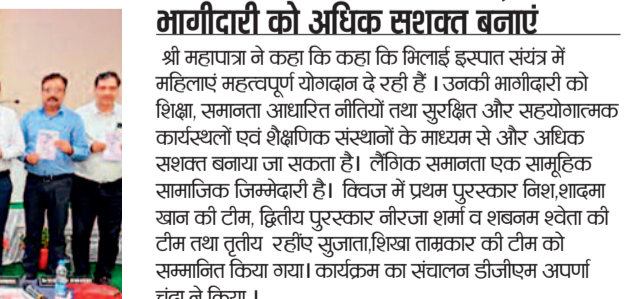 भागीदारी को अधिक सशक्त बनाएं
श्री महापात्रा ने कहा कि कहा कि भिलाई इस्पात संयंत्र में
महिलाएं महत्वपूर्ण योगदान दे रही हैं । उनकी भागीदारी को
शिक्षा, समानता आधारित नीतियों तथा सुरक्षित और सहयोगात्मक
कार्यस्थलों एवं शैक्षणिक संस्थानों के माध्यम से और अधिक
सशक्त बनाया जा सकता है। लैंगिक समानता एक सामूहिक
सामाजिक जिम्मेदारी है। क्विज में प्रथम पुरस्कार निश,शादमा
खान की टीम, द्वितीय पुरस्कार नीरजा शर्मा व शबनम श्वेता की
टीम तथा तृतीय रहींए सुजाता,शिखा ताम्रकार की टीम को
सम्मानित किया गया। कार्यक्रम का संचालन डीजीएम अपर्णा
चंद्रा ने किया ।